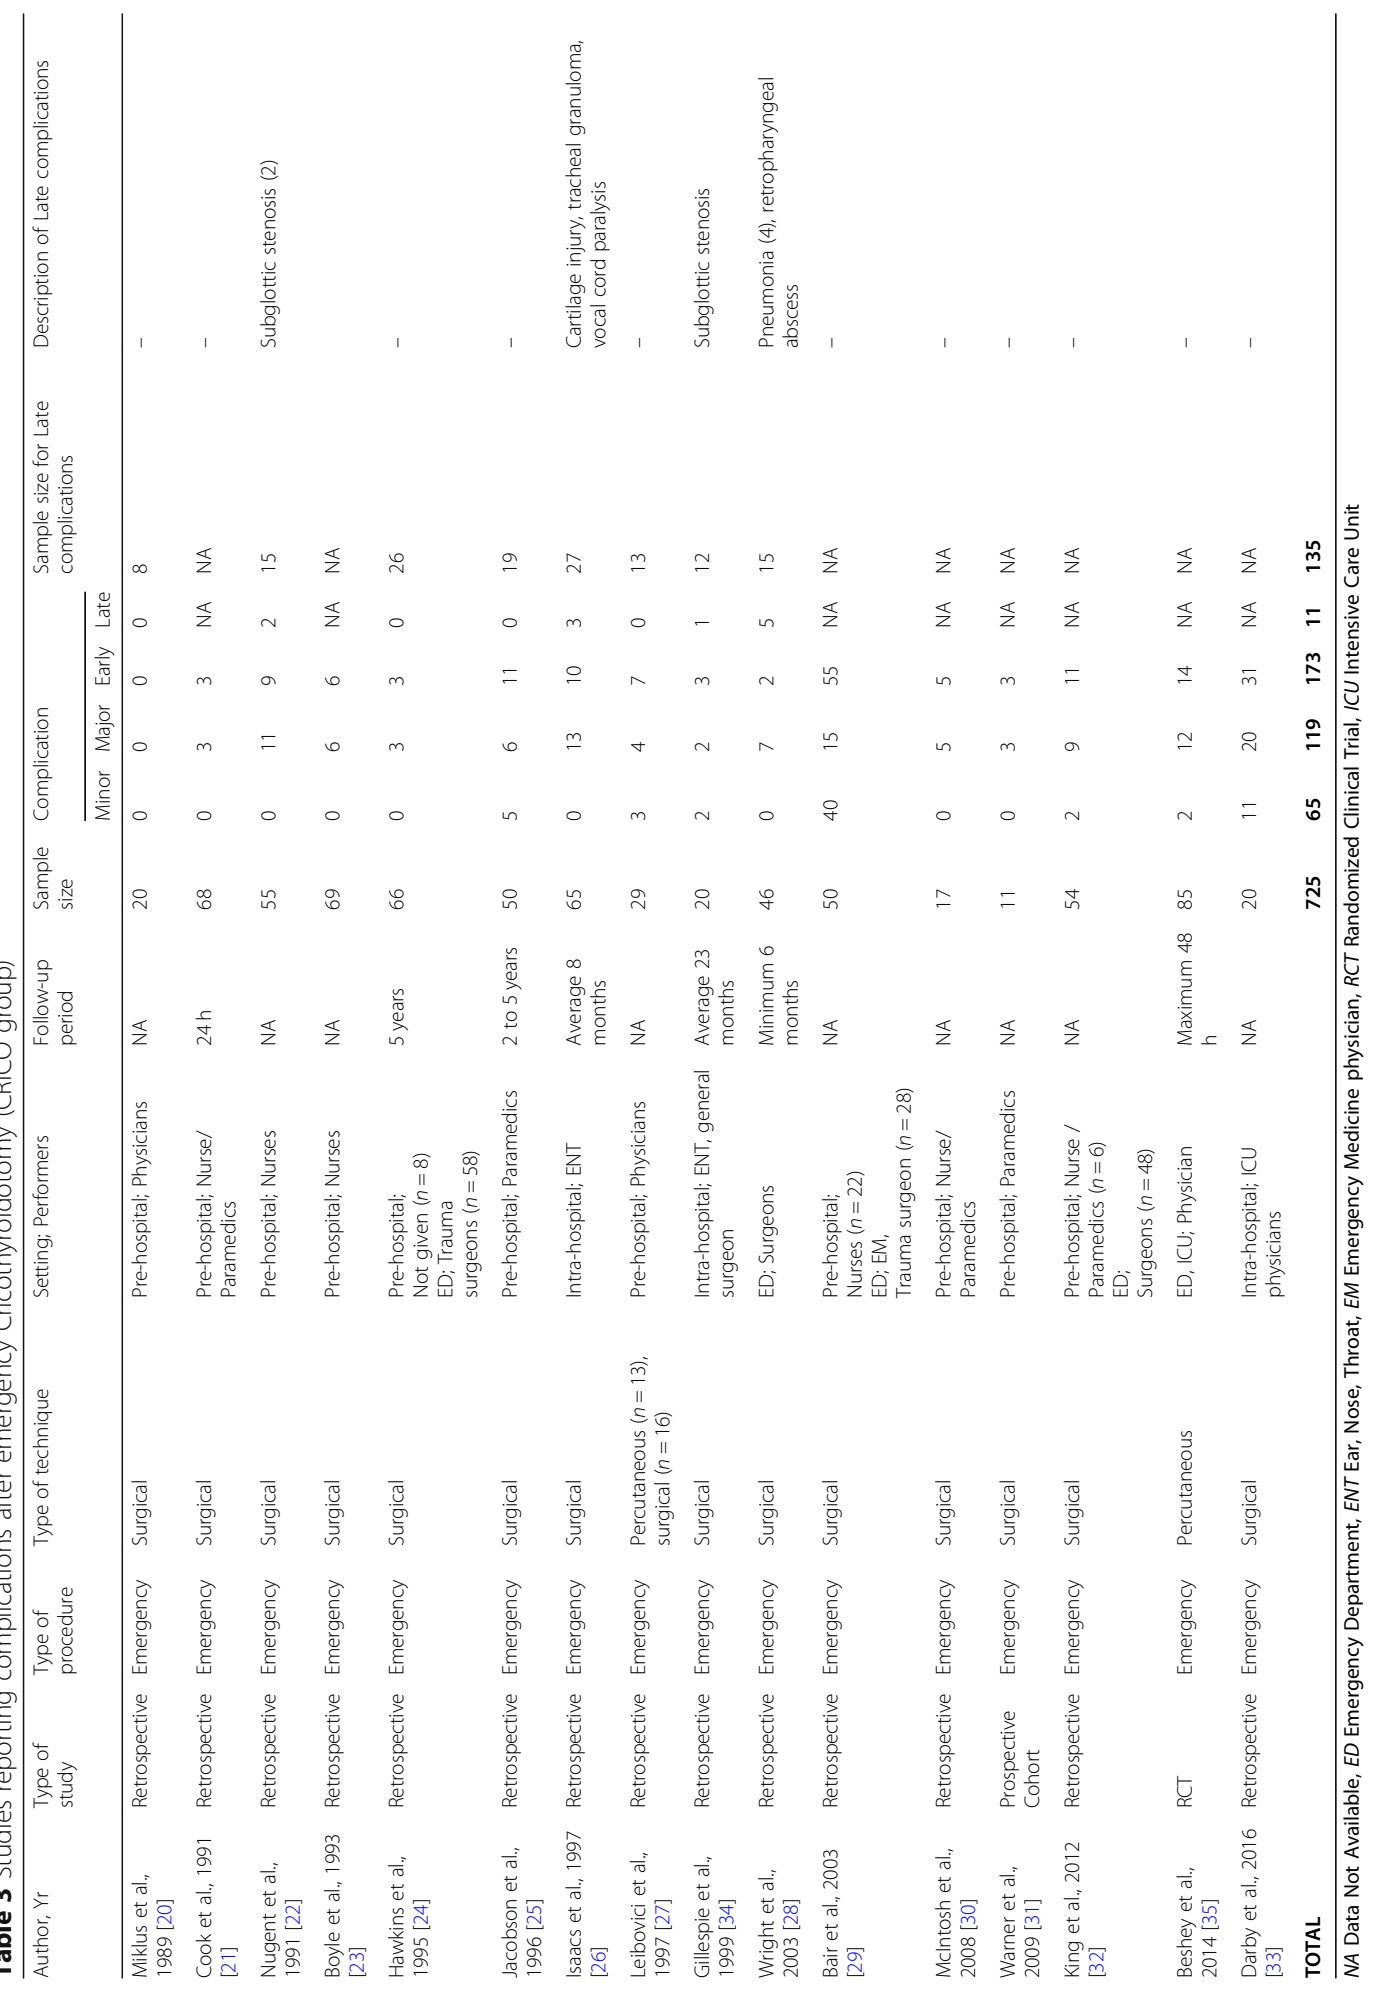 Table 3 Studies reporting complications after emergency Cricothyroidotomy (CRICO group)
Author, Yr Type of study Type of procedure Type of technique Setting; Performers Follow-up period Sample size Complication Sample size for Late complications Description of Late complications
Minor Major Early Late
Miklus et al., 1989 [20] Retrospective Emergency Surgical Pre-hospital; Physicians NA 20 0 0 0 0 8 –
Cook et al., 1991 [21] Retrospective Emergency Surgical Pre-hospital; Nurse/ Paramedics 24 h 68 0 3 3 NA NA –
Nugent et al., 1991 [22] Retrospective Emergency Surgical Pre-hospital; Nurses NA 55 0 11 9 2 15 Subglottic stenosis (2)
Boyle et al., 1993 [23] Retrospective Emergency Surgical Pre-hospital; Nurses NA 69 0 6 6 NA NA
Hawkins et al., 1995 [24] Retrospective Emergency Surgical Pre-hospital; Not given (n = 8) ED; Trauma surgeons (n = 58) 5 years 66 0 3 3 0 26 –
Jacobson et al., 1996 [25] Retrospective Emergency Surgical Pre-hospital; Paramedics 2 to 5 years 50 5 6 11 0 19 –
Isaacs et al., 1997 [26] Retrospective Emergency Surgical Intra-hospital; ENT Average 8 months 65 0 13 10 3 27 Cartilage injury, tracheal granuloma, vocal cord paralysis
Leibovici et al., 1997 [27] Retrospective Emergency Percutaneous (n = 13), surgical (n = 16) Pre-hospital; Physicians NA 29 3 4 7 0 13 –
Gillespie et al., 1999 [34] Retrospective Emergency Surgical Intra-hospital; ENT, general surgeon Average 23 months 20 2 2 3 1 12 Subglottic stenosis
Wright et al., 2003 [28] Retrospective Emergency Surgical ED; Surgeons Minimum 6 months 46 0 7 2 5 15 Pneumonia (4), retropharyngeal abscess
Bair et al., 2003 [29] Retrospective Emergency Surgical Pre-hospital; Nurses (n = 22) ED; EM, Trauma surgeon (n = 28) NA 50 40 15 55 NA NA –
McIntosh et al., 2008 [30] Retrospective Emergency Surgical Pre-hospital; Nurse/ Paramedics NA 17 0 5 5 NA NA –
Warner et al., 2009 [31] Prospective Cohort Emergency Surgical Pre-hospital; Paramedics NA 11 0 3 3 NA NA –
King et al., 2012 [32] Retrospective Emergency Surgical Pre-hospital; Nurse / Paramedics (n = 6) ED; Surgeons (n = 48) NA 54 2 9 11 NA NA –
Beshey et al., 2014 [35] RCT Emergency Percutaneous ED, ICU; Physician Maximum 48 h 85 2 12 14 NA NA –
Darby et al., 2016 [33] Retrospective Emergency Surgical Intra-hospital; ICU physicians NA 20 11 20 31 NA NA –
TOTAL 725 65 119 173 11 135
NA Data Not Available, ED Emergency Department, ENT Ear, Nose, Throat, EM Emergency Medicine physician, RCT Randomized Clinical Trial, ICU Intensive Care Unit